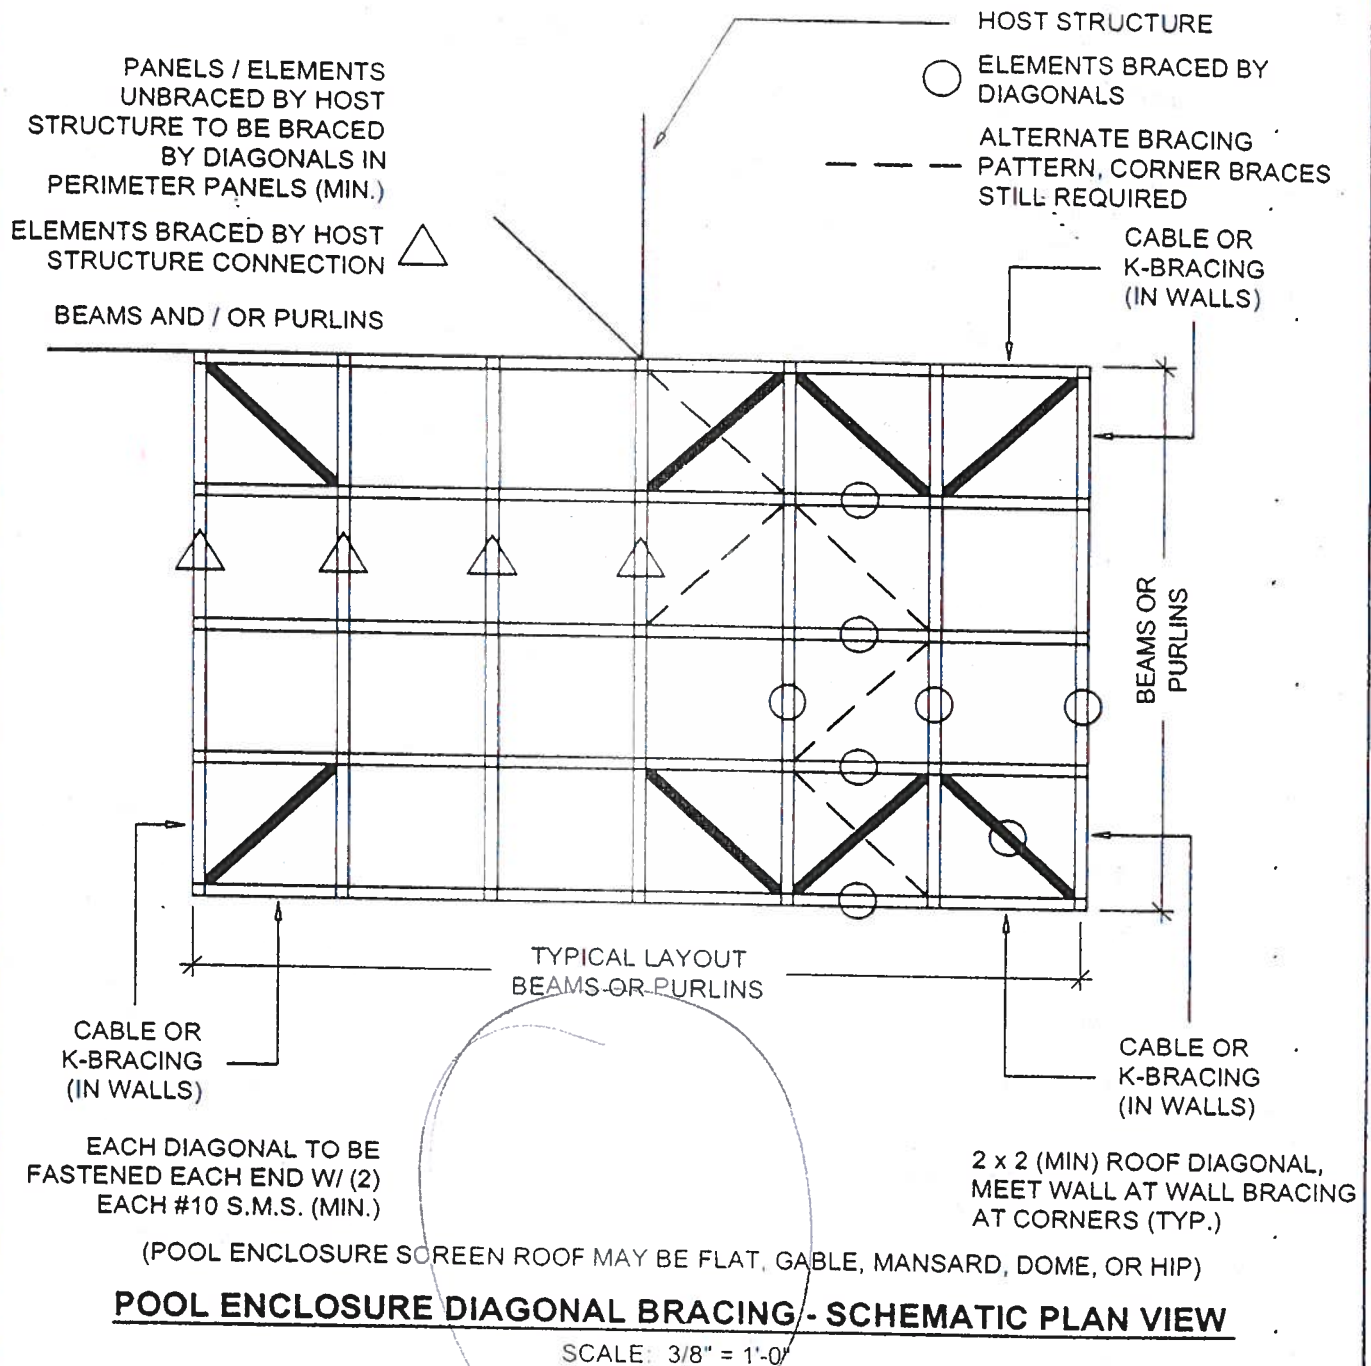 HOST STRUCTURE
ELEMENTS BRACED BY
DIAGONALS
ALTERNATE BRACING
PATTERN, CORNER BRACES
STILL REQUIRED
PANELS / ELEMENTS
UNBRACED BY HOST
STRUCTURE TO BE BRACED
BY DIAGONALS IN
PERIMETER PANELS (MIN.)
ELEMENTS BRACED BY HOST
STRUCTURE CONNECTION
BEAMS AND / OR PURLINS
CABLE OR
K-BRACING
(IN WALLS)
BEAMS OR
PURLINS
TYPICAL LAYOUT
BEAMS OR PURLINS
CABLE OR
K-BRACING
(IN WALLS)
CABLE OR
K-BRACING
(IN WALLS)
EACH DIAGONAL TO BE
FASTENED EACH END W/ (2)
EACH #10 S.M.S. (MIN.)
2 x 2 (MIN) ROOF DIAGONAL,
MEET WALL AT WALL BRACING
AT CORNERS (TYP.)
(POOL ENCLOSURE SCREEN ROOF MAY BE FLAT, GABLE, MANSARD, DOME, OR HIP)
POOL ENCLOSURE DIAGONAL BRACING - SCHEMATIC PLAN VIEW
SCALE: 3/8" = 1'-0"